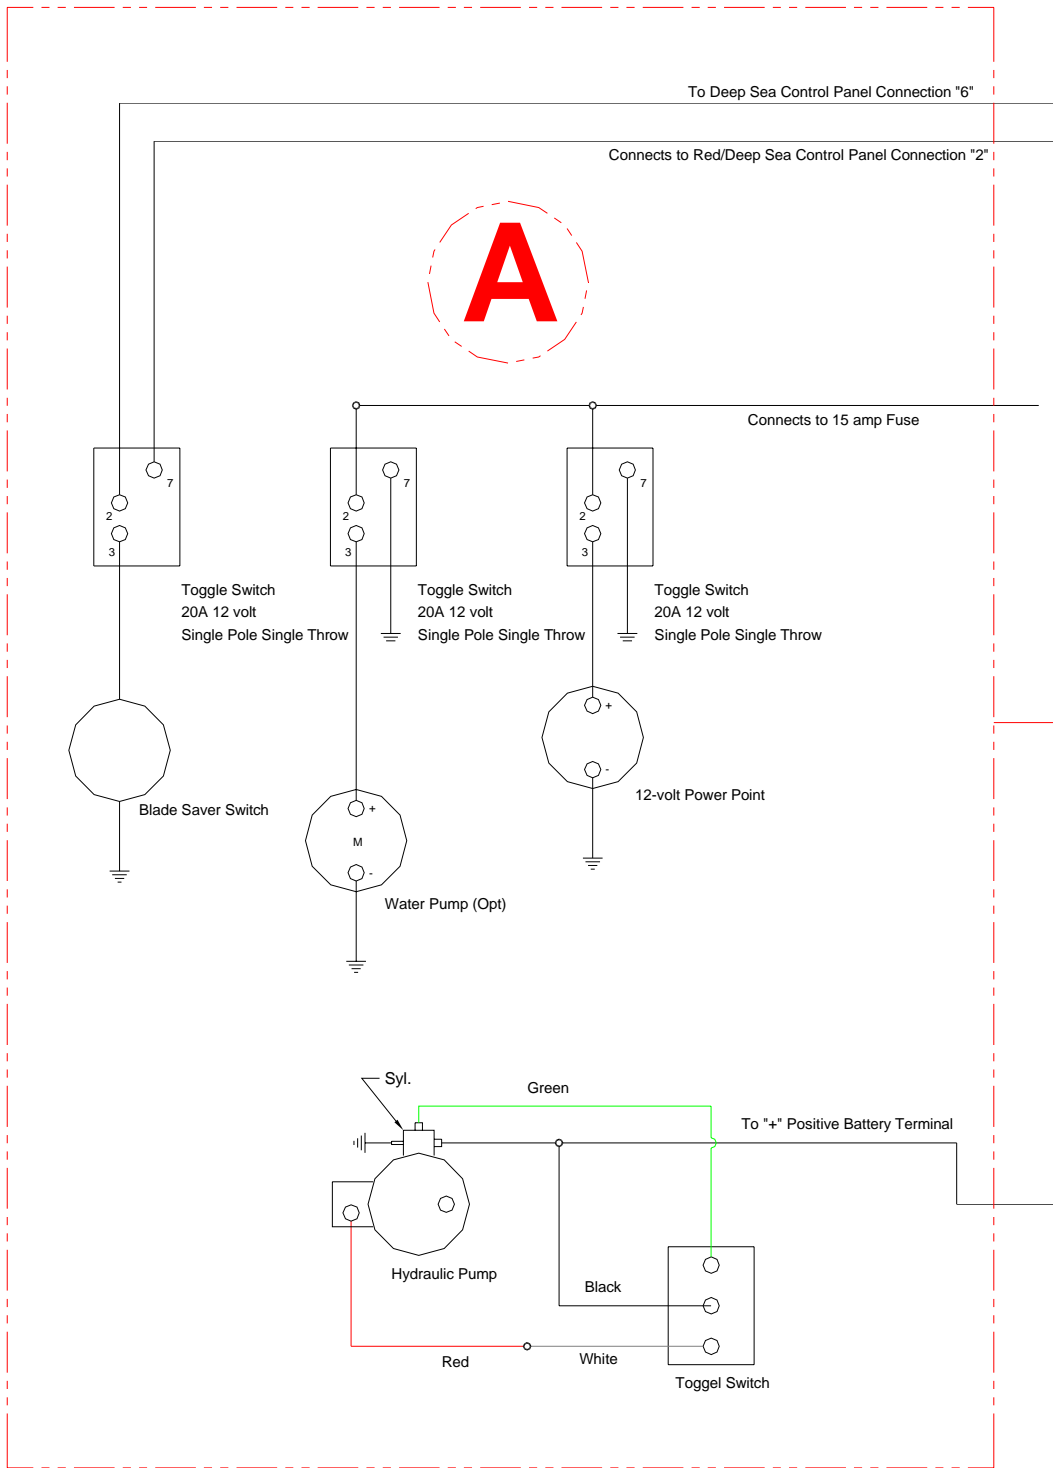 To Deep Sea Control Panel Connection "6"
Connects to Red/Deep Sea Control Panel Connection "2"
A
Connects to 15 amp Fuse
7
2
3
7
2
3
7
2
3
Toggle Switch
20A 12 volt
Single Pole Single Throw
Toggle Switch
20A 12 volt
Single Pole Single Throw
Toggle Switch
20A 12 volt
Single Pole Single Throw
+
-
12-volt Power Point
Blade Saver Switch
+
M
-
Water Pump (Opt)
Syl.
Green
To "+" Positive Battery Terminal
Hydraulic Pump
Black
Red
White
Toggel Switch